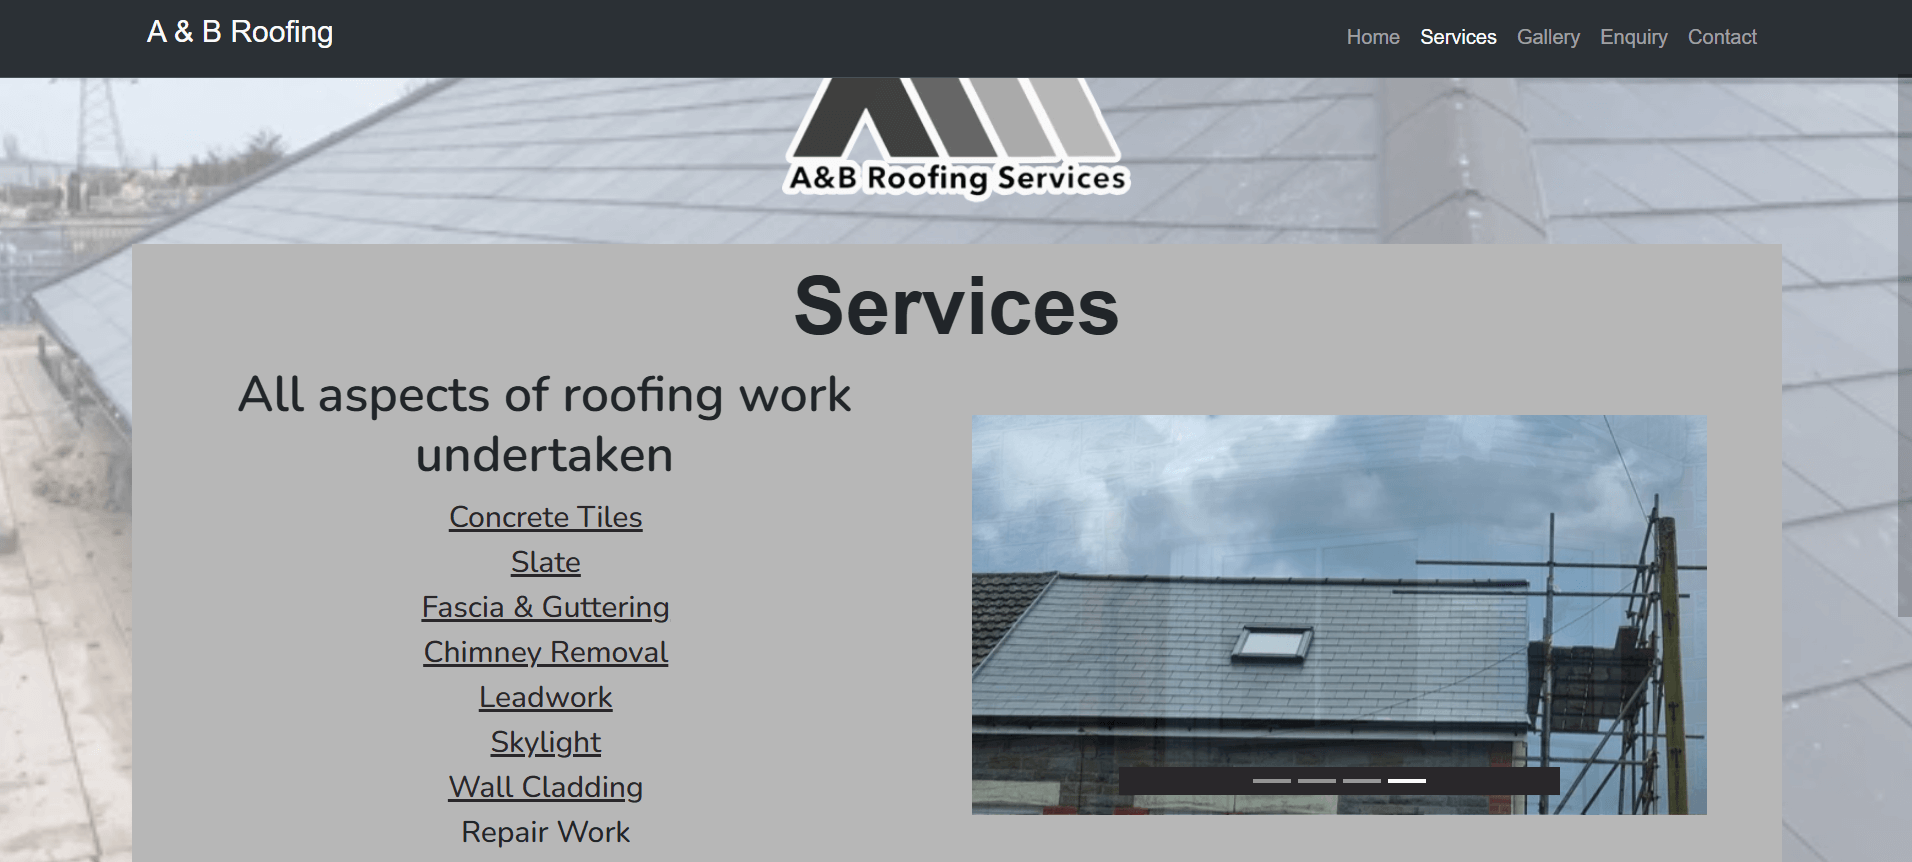 A & B Roofing
Home Services Gallery Enquiry Contact
A&B Roofing Services
Services
All aspects of roofing work
undertaken
Concrete Tiles
Slate
Fascia & Guttering
Chimney Removal
Leadwork
Skylight
Wall Cladding
Repair Work